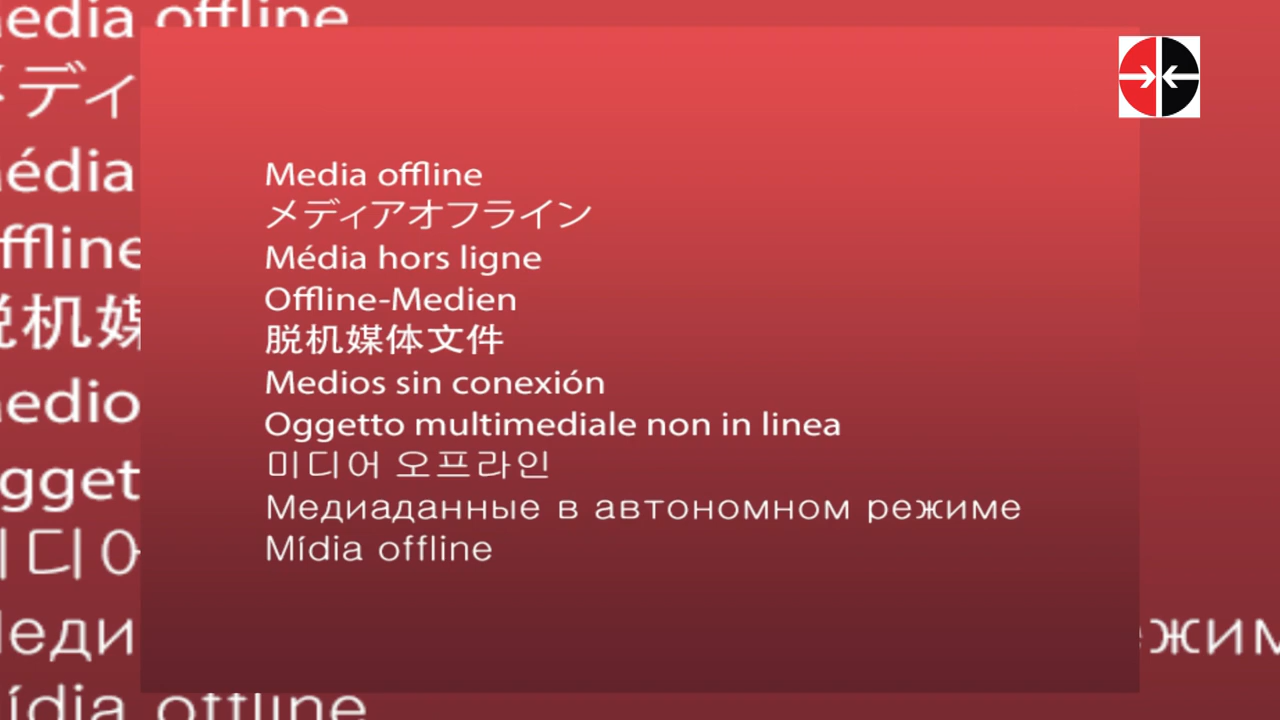 Media offline
メディアオフライン
Média hors ligne
Offline-Medien
脱机媒体文件
Medios sin conexión
Oggetto multimediale non in linea
미디어 오프라인
Медиаданные в автономном режиме
Mídia offline